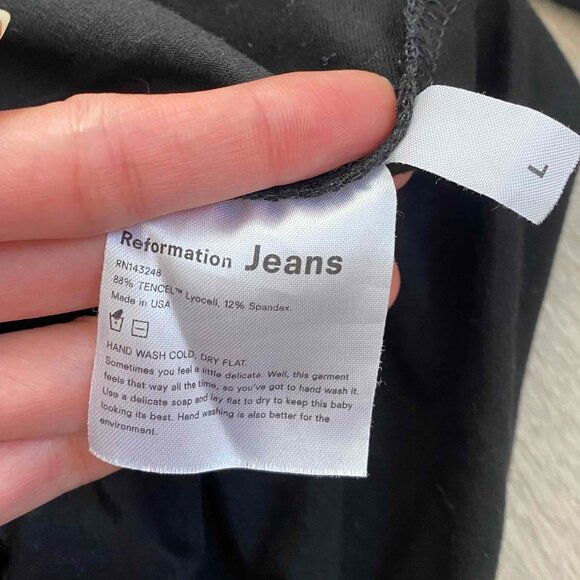 Reformation Jeans
RN143248
88% TENCEL™ Lyocell, 12% Spandex.
Made in USA
HAND WASH COLD, DRY FLAT.
Sometimes you feel a little delicate. Well, this garment
feels that way all the time, so you've got to hand wash it.
Use a delicate soap and lay flat to dry to keep this baby
looking its best. Hand washing is also better for the
environment.
L